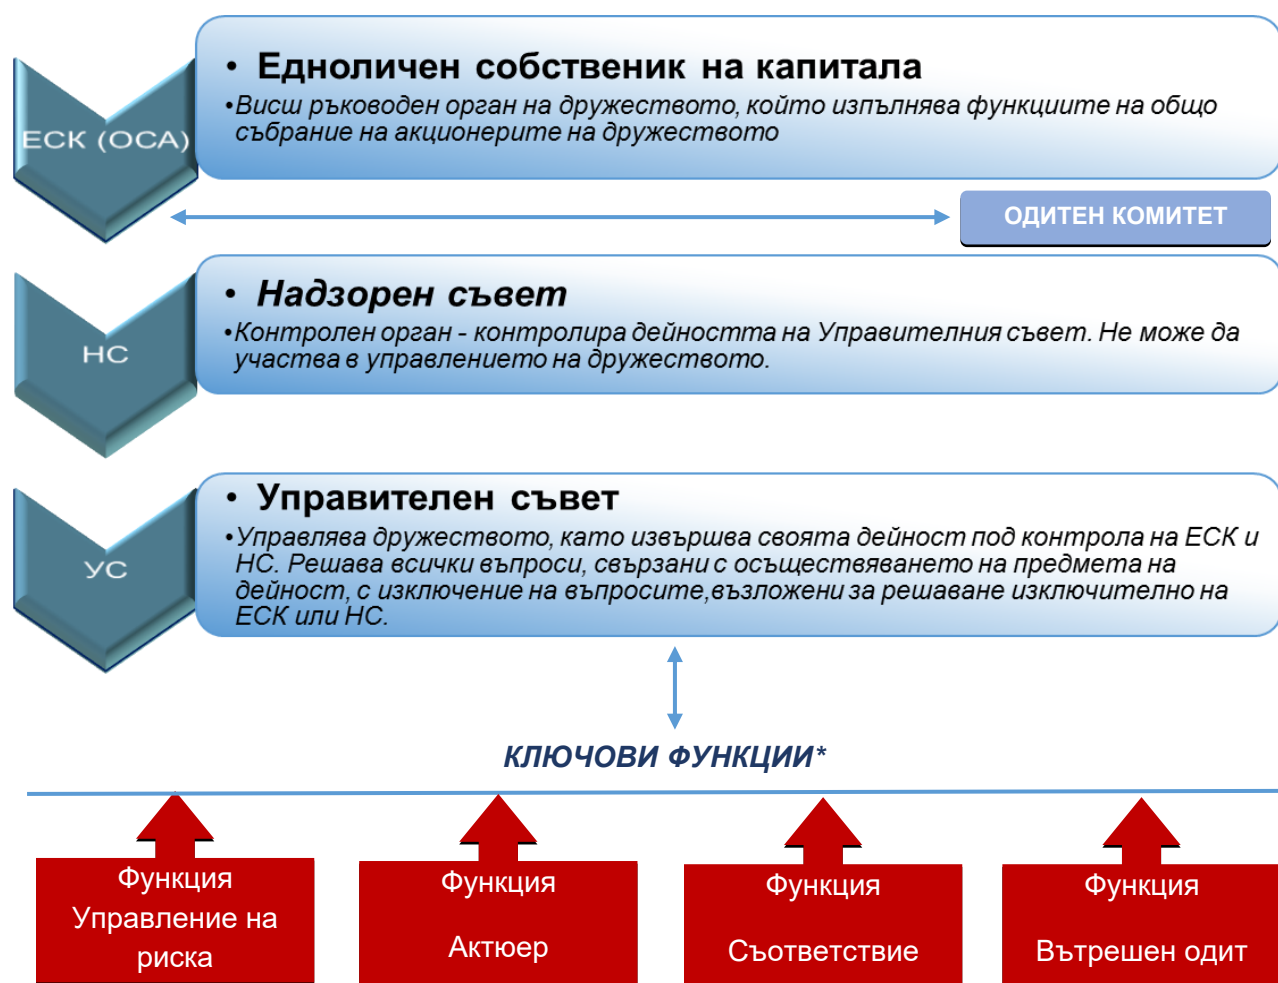 ЕСК (ОСА)
• Едноличен собственик на капитала
•Висш ръководен орган на дружеството, който изпълнява функциите на общо
събрание на акционерите на дружеството
ОДИТЕН КОМИТЕТ
НС
• Надзорен съвет
•Контролен орган - контролира дейността на Управителния съвет. Не може да
участва в управлението на дружеството.
УС
• Управителен съвет
•Управлява дружеството, като извършва своята дейност под контрола на ЕСК и
НС. Решава всички въпроси, свързани с осъществяването на предмета на
дейност, с изключение на въпросите,възложени за решаване изключително на
ЕСК или НС.
КЛЮЧОВИ ФУНКЦИИ*
Функция
Управление на
риска
Функция
Актюер
Функция
Съответствие
Функция
Вътрешен одит